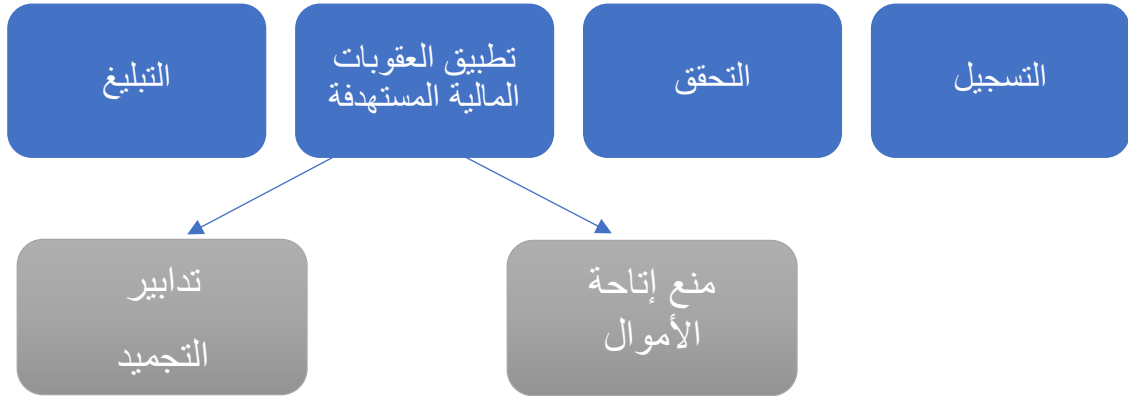 التسجيل
التحقق
تطبيق العقوبات
المالية المستهدفة
التبليغ
منع إتاحة
الأموال
تدابير
التجميد